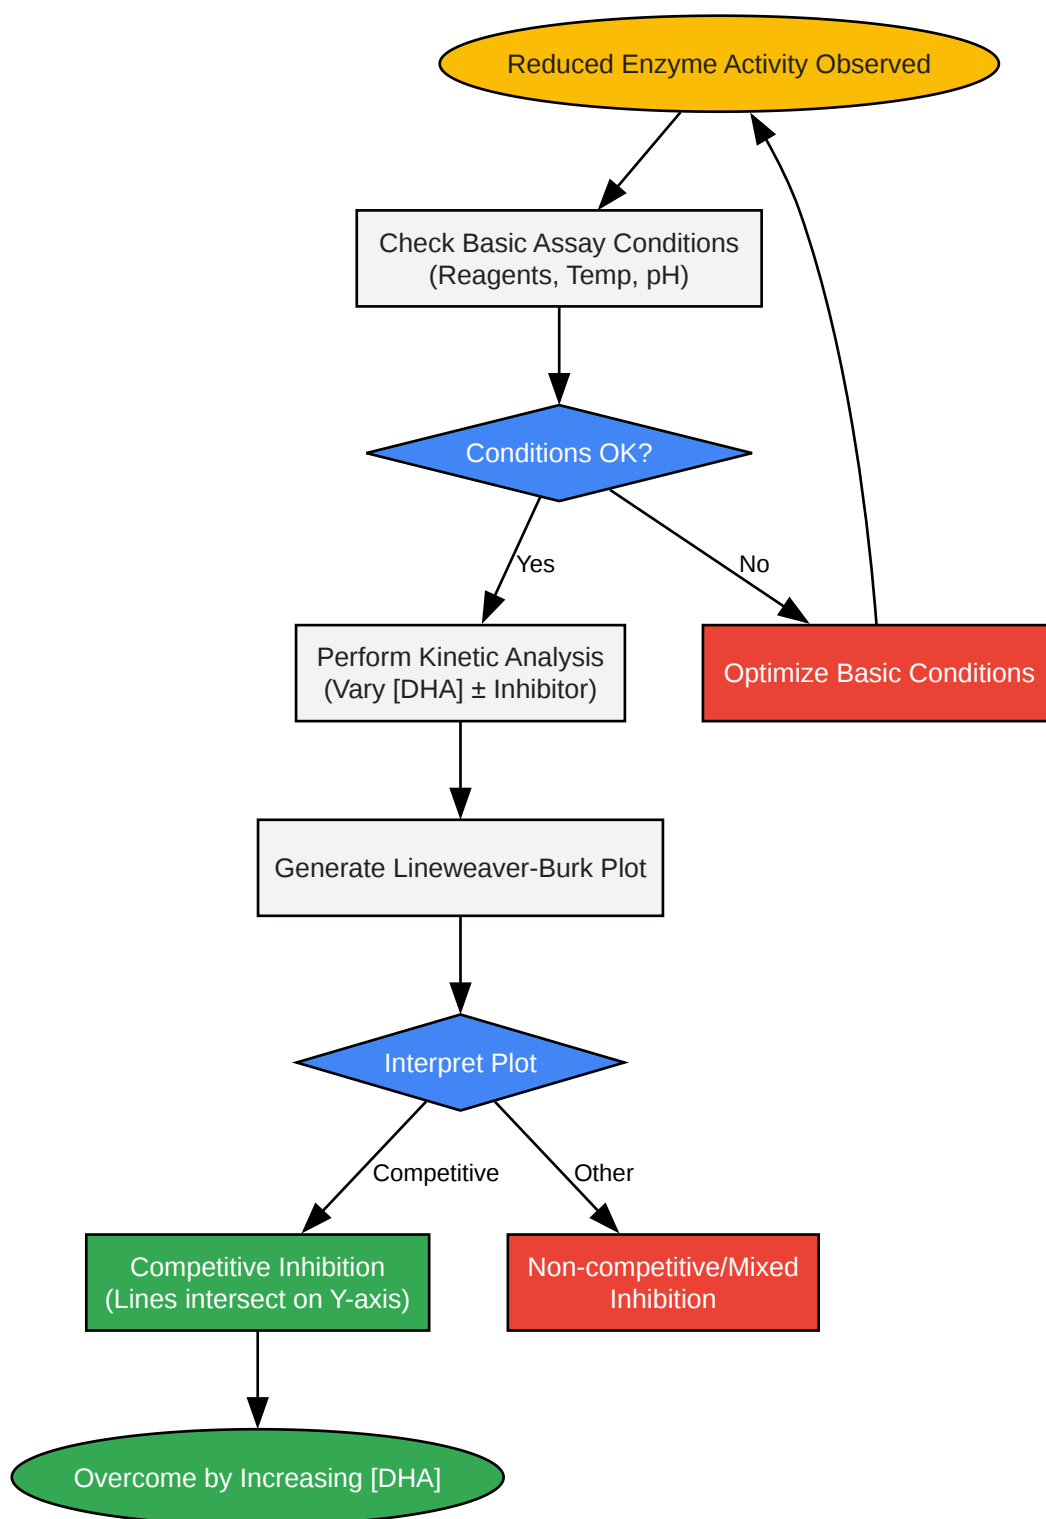 Reduced Enzyme Activity Observed
Check Basic Assay Conditions
(Reagents, Temp, pH)
Conditions OK?
Yes
No
Perform Kinetic Analysis
(Vary [DHA] ± Inhibitor)
Optimize Basic Conditions
Generate Lineweaver-Burk Plot
Interpret Plot
Competitive
Other
Competitive Inhibition
(Lines intersect on Y-axis)
Non-competitive/Mixed
Inhibition
Overcome by Increasing [DHA]